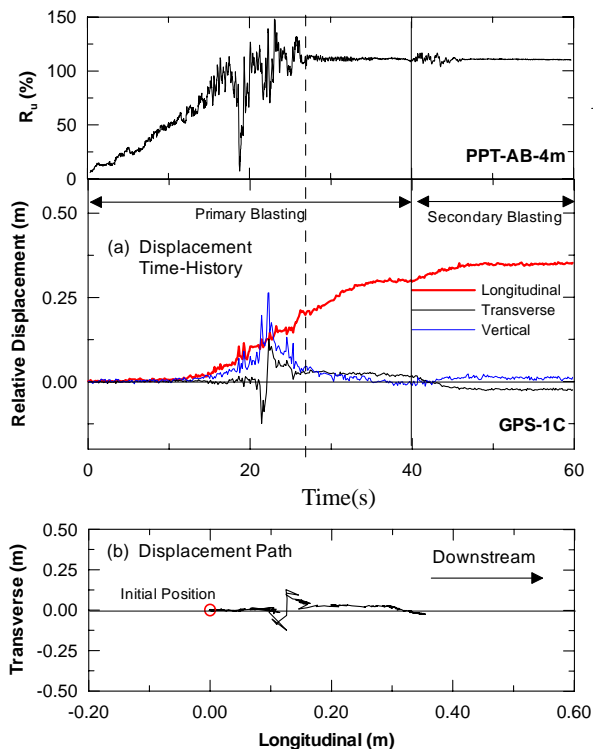 150
100
50
0
R_u (%)
PPT-AB-4m
0.50
0.25
0.00
Relative Displacement (m)
Primary Blasting
Secondary Blasting
(a) Displacement
Time-History
Longitudinal
Transverse
Vertical
GPS-1C
0 20 40 60
Time(s)
0.50
0.25
0.00
-0.25
-0.50
Transverse (m)
(b) Displacement Path
Downstream
Initial Position
-0.20 0.00 0.20 0.40 0.60
Longitudinal (m)